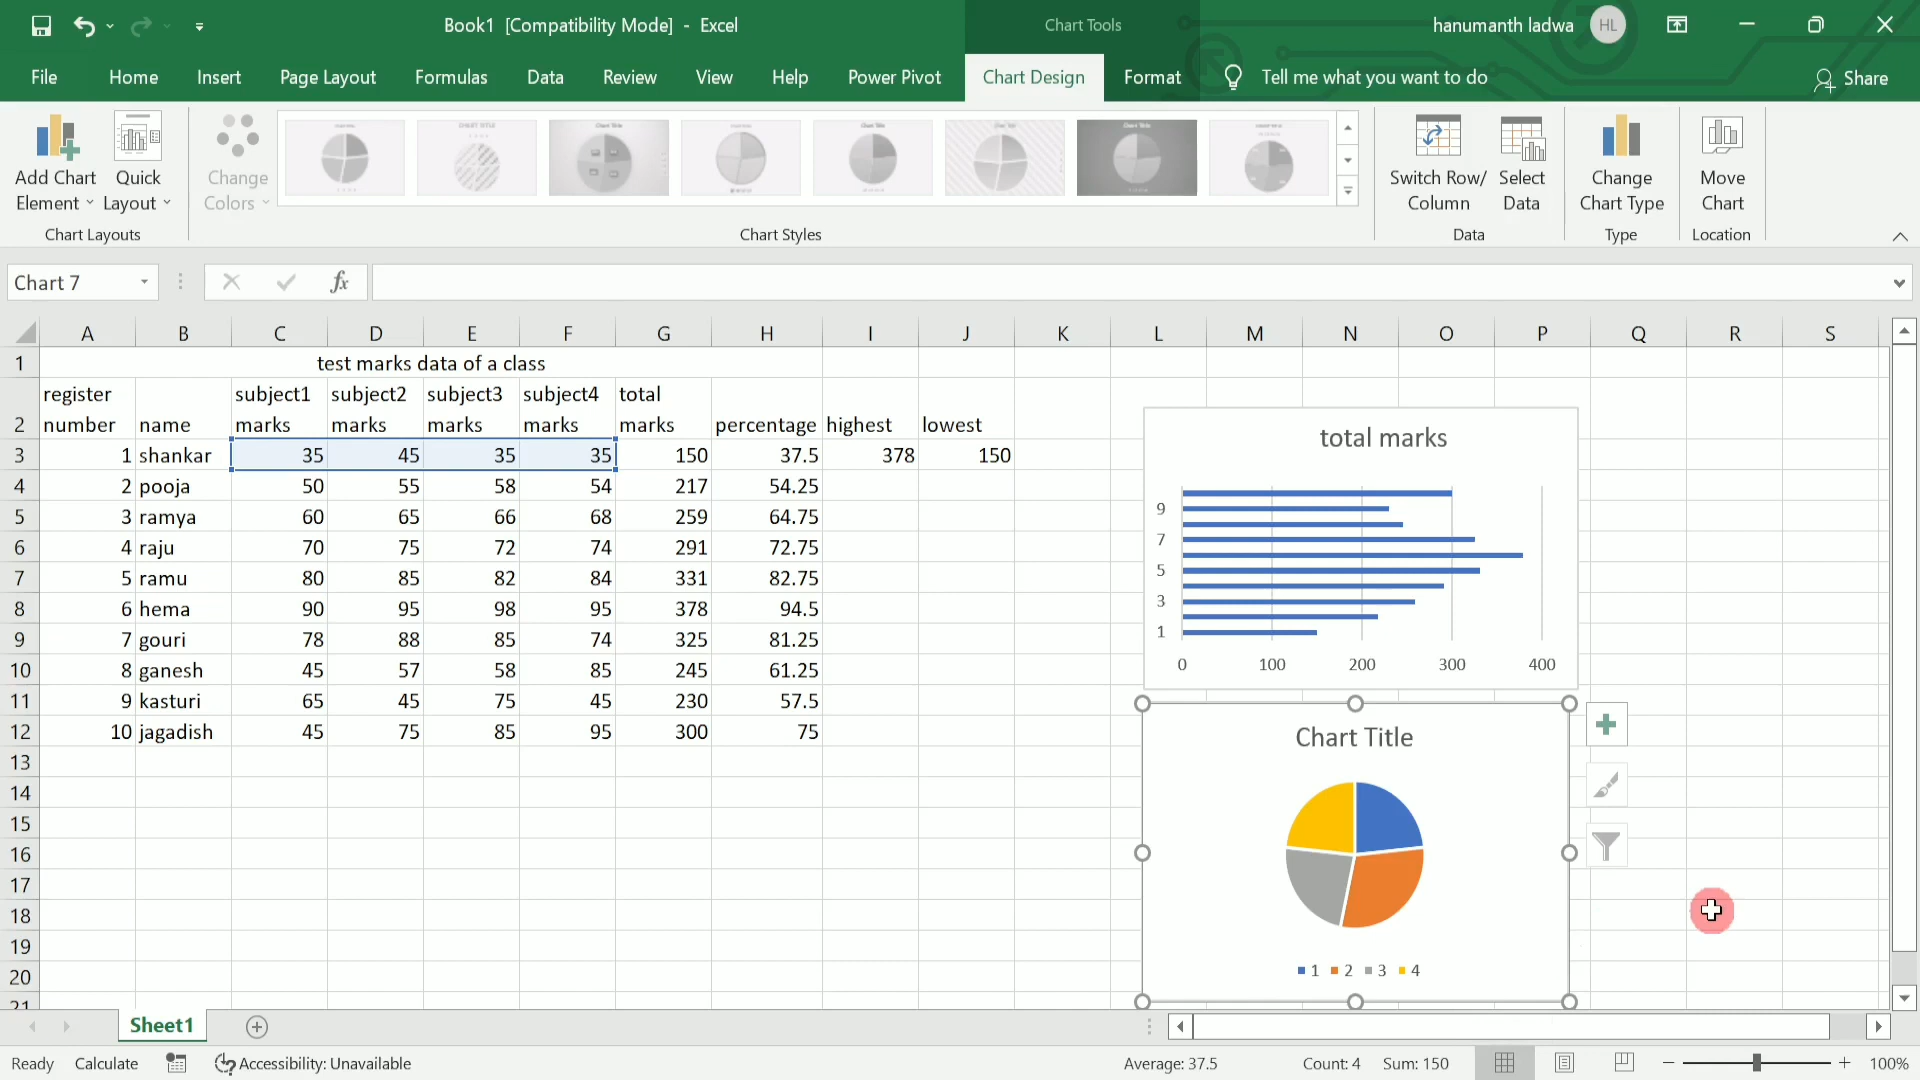 Book1 [Compatibility Mode] - Excel
Chart Tools
hanumanth ladwa
HL
File
Home
Insert
Page Layout
Formulas
Data
Review
View
Help
Power Pivot
Chart Design
Format
Tell me what you want to do
Share
Add Chart
Element
Quick
Layout
Change
Colors
Switch Row/
Column
Select
Data
Change
Chart Type
Move
Chart
Chart Layouts
Chart Styles
Data
Type
Location
Chart 7
fx
A B C D E F G H I J K L M N O P Q R S
1 test marks data of a class
register subject1 subject2 subject3 subject4 total
2 number name marks marks marks marks marks percentage highest lowest
3 1 shankar 35 45 35 35 150 37.5 378 150
4 2 pooja 50 55 58 54 217 54.25
5 3 ramya 60 65 66 68 259 64.75
6 4 raju 70 75 72 74 291 72.75
7 5 ramu 80 85 82 84 331 82.75
8 6 hema 90 95 98 95 378 94.5
9 7 gouri 78 88 85 74 325 81.25
10 8 ganesh 45 57 58 85 245 61.25
11 9 kasturi 65 45 75 45 230 57.5
12 10 jagadish 45 75 85 95 300 75
13
14
15
16
17
18
19
20
21
total marks
9
7
5
3
1
0 100 200 300 400
Chart Title
1 2 3 4
Sheet1
Ready
Calculate
Accessibility: Unavailable
Average: 37.5
Count: 4
Sum: 150
100%